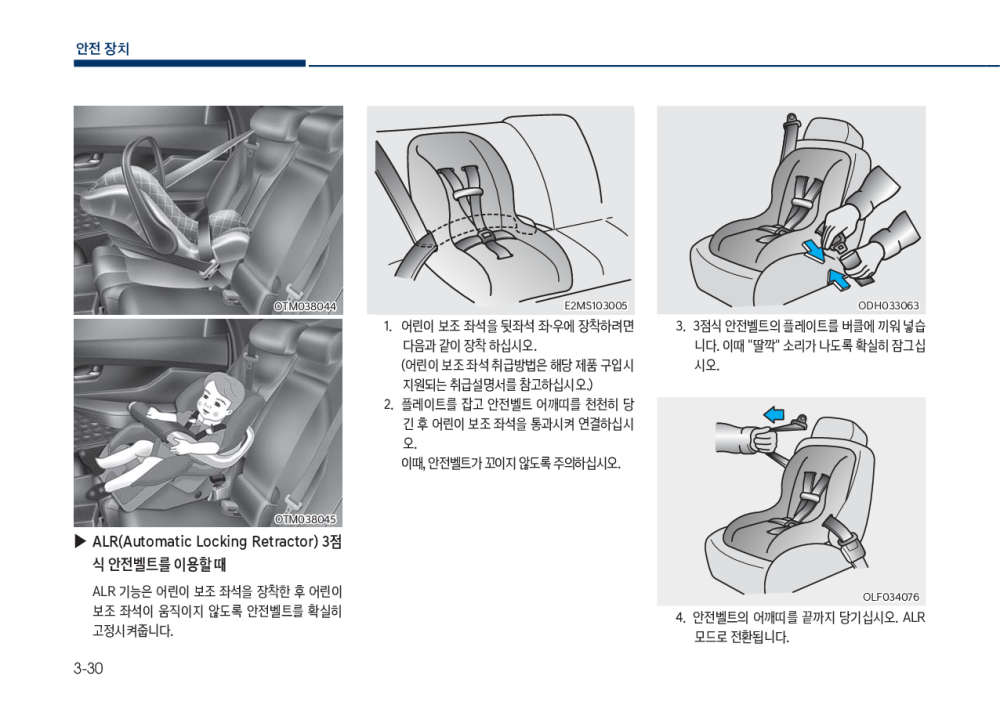 안전 장치
OTM038044
OTM038045
▶ ALR(Automatic Locking Retractor) 3점
식 안전벨트를 이용할 때
ALR 기능은 어린이 보조 좌석을 장착한 후 어린이
보조 좌석이 움직이지 않도록 안전벨트를 확실히
고정시켜줍니다.
E2MS103005
1. 어린이 보조 좌석을 뒷좌석 좌·우에 장착하려면
다음과 같이 장착 하십시오.
(어린이 보조 좌석 취급방법은 해당 제품 구입시
지원되는 취급설명서를 참고하십시오.)
2. 플레이트를 잡고 안전벨트 어깨띠를 천천히 당
긴 후 어린이 보조 좌석을 통과시켜 연결하십시
오.
이때, 안전벨트가 꼬이지 않도록 주의하십시오.
ODH033063
3. 3점식 안전벨트의 플레이트를 버클에 끼워 넣습
니다. 이때 "딸깍" 소리가 나도록 확실히 잠그십
시오.
OLF034076
4. 안전벨트의 어깨띠를 끝까지 당기십시오. ALR
모드로 전환됩니다.
3-30